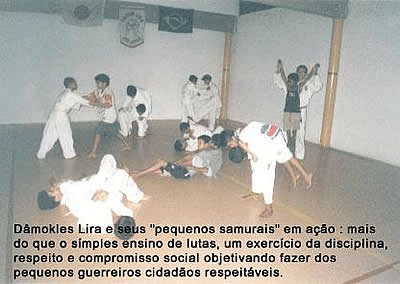 Dâmokles Lira e seus "pequenos samurais" em ação : mais
do que o símples ensino de lutas, um exercício da disciplina,
respeito e compromisso social objetivando fazer dos
pequenos guerreiros cidadãos respeitáveis.